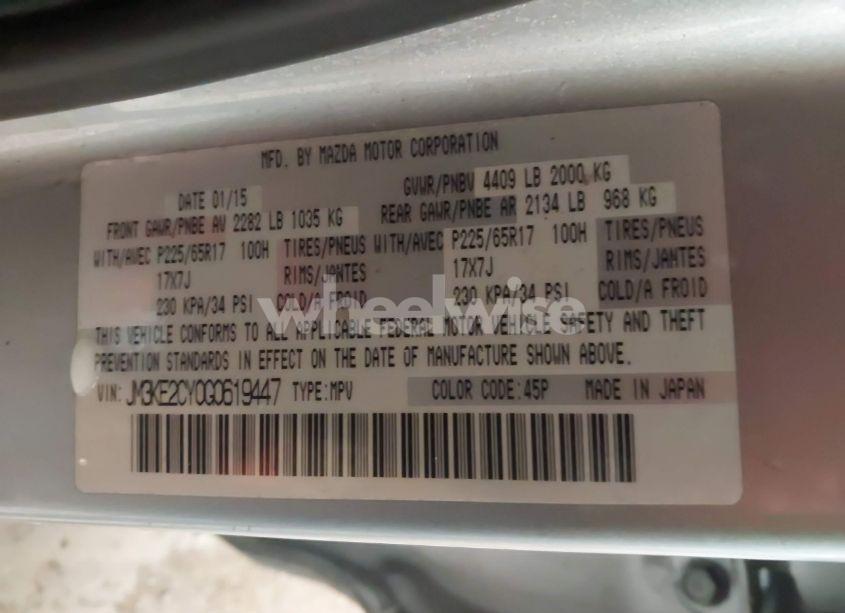 MFD. BY MAZDA MOTOR CORPORATION
DATE 01/15 GVWR/PNBV 4409 LB 2000 KG
FRONT GAWR/PNBE AV 2282 LB 1035 KG REAR GAWR/PNBE AR 2134 LB 968 KG
WITH/AVEC P225/65R17 100H TIRES/PNEUS WITH/AVEC P225/65R17 100H TIRES/PNEUS
17X7J RIMS/JANTES 17X7J RIMS/JANTES
230 KPA/34 PSI COLD/A FROID 230 KPA/34 PSI COLD/A FROID
wheelwise
THIS VEHICLE CONFORMS TO ALL APPLICABLE FEDERAL MOTOR VEHICLE SAFETY AND THEFT
PREVENTION STANDARDS IN EFFECT ON THE DATE OF MANUFACTURE SHOWN ABOVE.
VIN: JM3KE2CY0G0619447 TYPE:MPV COLOR CODE:45P MADE IN JAPAN